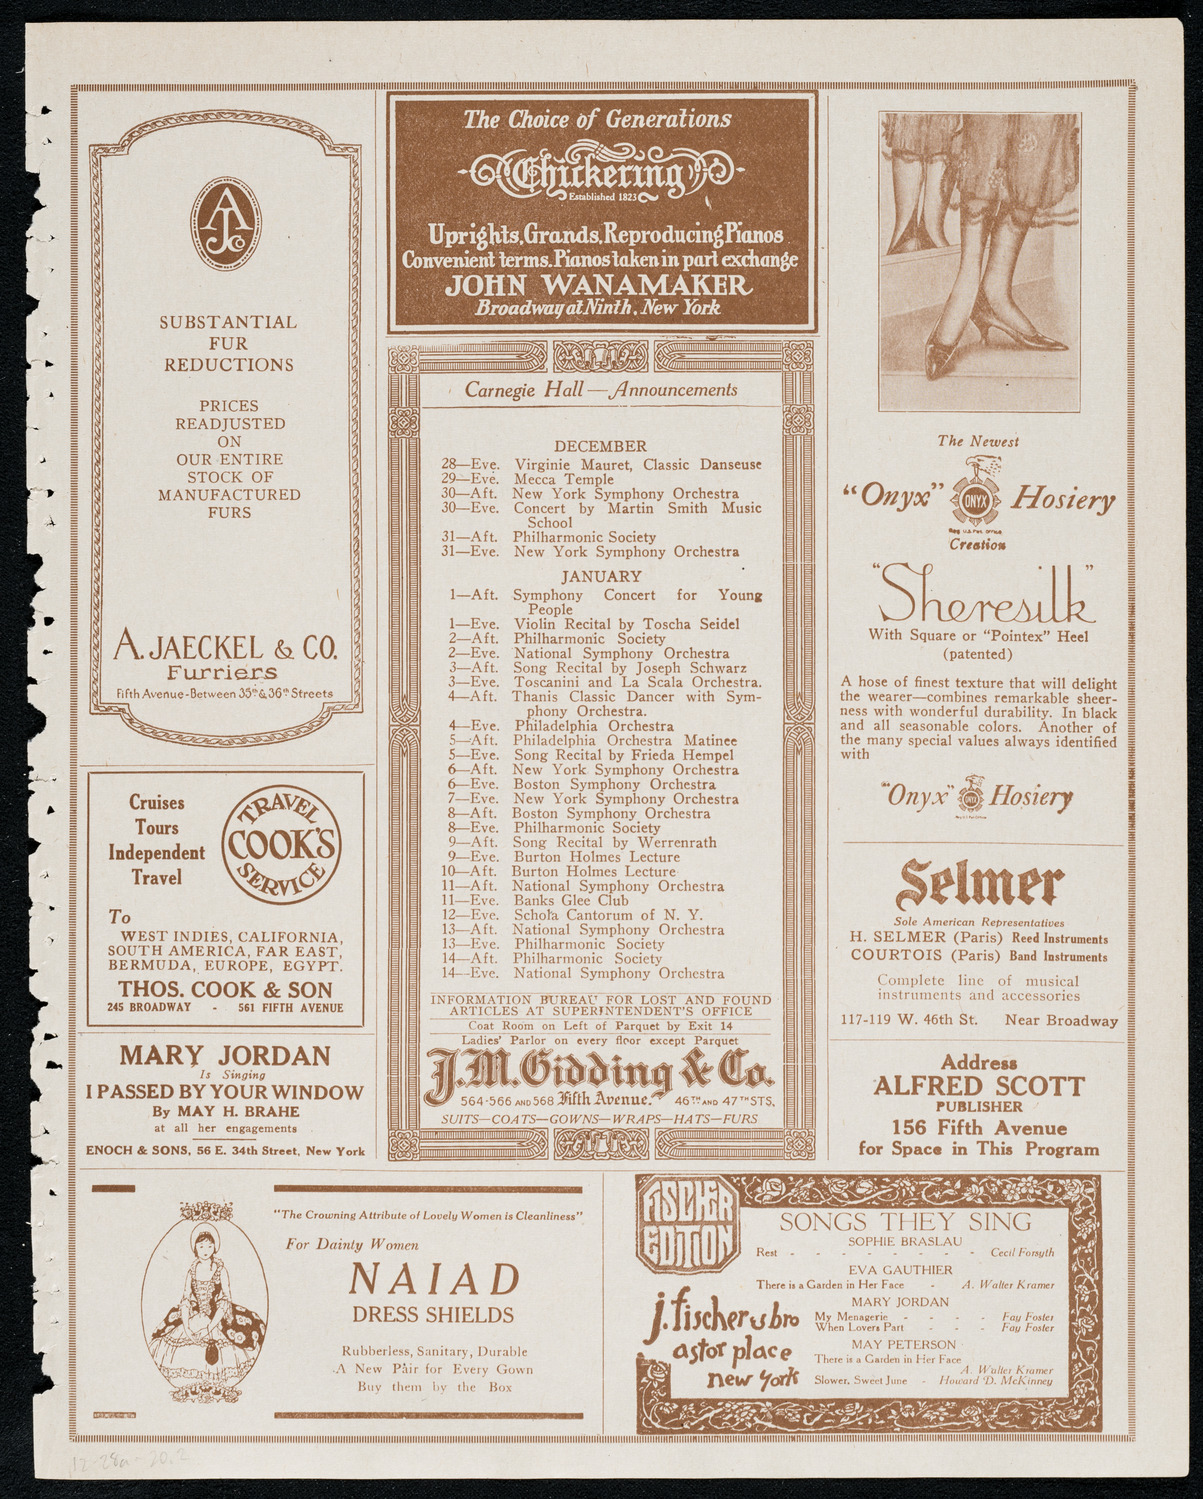 AJCo
SUBSTANTIAL
FUR
REDUCTIONS
PRICES
READJUSTED
ON
OUR ENTIRE
STOCK OF
MANUFACTURED
FURS
A. JAECKEL & CO.
Furriers
Fifth Avenue-Between 35th & 36th Streets
Cruises
Tours
Independent
Travel
TRAVEL
COOK'S
SERVICE
To
WEST INDIES, CALIFORNIA,
SOUTH AMERICA, FAR EAST,
BERMUDA, EUROPE, EGYPT.
THOS. COOK & SON
245 BROADWAY - 561 FIFTH AVENUE
MARY JORDAN
Is Singing
I PASSED BY YOUR WINDOW
By MAY H. BRAHE
at all her engagements
ENOCH & SONS, 56 E. 34th Street, New York
The Choice of Generations
Chickering
Established 1823
Uprights, Grands, Reproducing Pianos
Convenient terms. Pianos taken in part exchange
JOHN WANAMAKER
Broadway at Ninth, New York
Carnegie Hall — Announcements
DECEMBER
28—Eve. Virginie Mauret, Classic Danseuse
29—Eve. Mecca Temple
30—Aft. New York Symphony Orchestra
30—Eve. Concert by Martin Smith Music
School
31—Aft. Philharmonic Society
31—Eve. New York Symphony Orchestra
JANUARY
1—Aft. Symphony Concert for Young
People
1—Eve. Violin Recital by Toscha Seidel
2—Aft. Philharmonic Society
2—Eve. National Symphony Orchestra
3—Aft. Song Recital by Joseph Schwarz
3—Eve. Toscanini and La Scala Orchestra.
4—Aft. Thanis Classic Dancer with Sym-
phony Orchestra.
4—Eve. Philadelphia Orchestra
5—Aft. Philadelphia Orchestra Matinee
5—Eve. Song Recital by Frieda Hempel
6—Aft. New York Symphony Orchestra
6—Eve. Boston Symphony Orchestra
7—Eve. New York Symphony Orchestra
8—Aft. Boston Symphony Orchestra
8—Eve. Philharmonic Society
9—Aft. Song Recital by Werrenrath
9—Eve. Burton Holmes Lecture
10—Aft. Burton Holmes Lecture
11—Aft. National Symphony Orchestra
11—Eve. Banks Glee Club
12—Eve. Schola Cantorum of N. Y.
13—Aft. National Symphony Orchestra
13—Eve. Philharmonic Society
14—Aft. Philharmonic Society
14—Eve. National Symphony Orchestra
INFORMATION BUREAU FOR LOST AND FOUND
ARTICLES AT SUPERINTENDENT'S OFFICE
Coat Room on Left of Parquet by Exit 14
Ladies' Parlor on every floor except Parquet
J. M. Gidding & Co.
564-566 AND 568 Fifth Avenue. 46TH AND 47TH STS.
SUITS—COATS—GOWNS—WRAPS—HATS—FURS
The Newest
"Onyx" ONYX Hosiery
Reg. U.S. Pat. Office
Creation
"Sheresilk"
With Square or "Pointex" Heel
(patented)
A hose of finest texture that will delight
the wearer—combines remarkable sheer-
ness with wonderful durability. In black
and all seasonable colors. Another of
the many special values always identified
with
"Onyx" ONYX Hosiery
Reg U S Pat Office
Selmer
Sole American Representatives
H. SELMER (Paris) Reed Instruments
COURTOIS (Paris) Band Instruments
Complete line of musical
instruments and accessories
117-119 W. 46th St. Near Broadway
Address
ALFRED SCOTT
PUBLISHER
156 Fifth Avenue
for Space in This Program
"The Crowning Attribute of Lovely Women is Cleanliness"
For Dainty Women
NAIAD
DRESS SHIELDS
Rubberless, Sanitary, Durable
A New Pair for Every Gown
Buy them by the Box
FISCHER
EDITION
j. fischer & bro
astor place
new york
SONGS THEY SING
SOPHIE BRASLAU
Rest - - - - - - - - Cecil Forsyth
EVA GAUTHIER
There is a Garden in Her Face - A. Walter Kramer
MARY JORDAN
My Menagerie - - - - Fay Foster
When Lovers Part - - - Fay Foster
MAY PETERSON
There is a Garden in Her Face
A. Walter Kramer
Slower, Sweet June - Howard D. McKinney